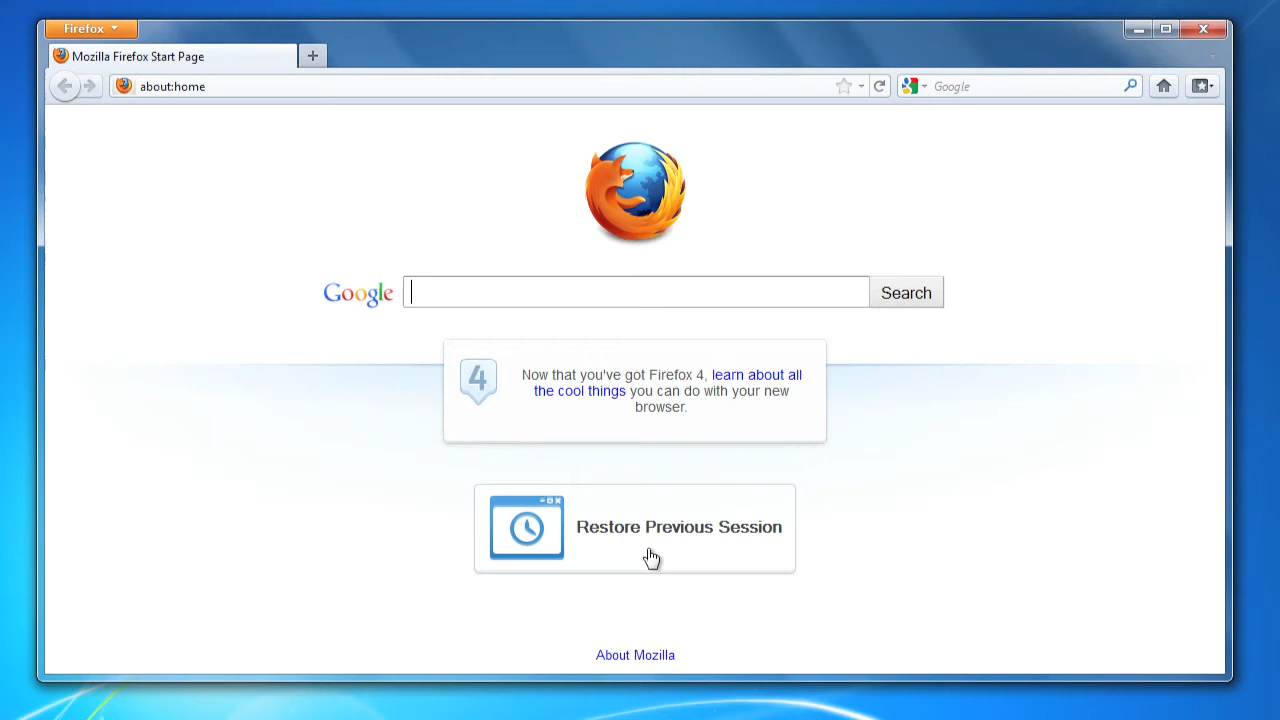 Firefox
Mozilla Firefox Start Page
about:home
Google
Google
Search
4
Now that you've got Firefox 4, learn about all
the cool things you can do with your new
browser.
Restore Previous Session
About Mozilla